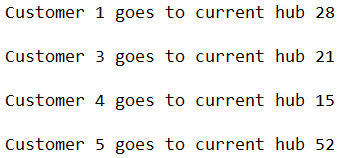 Customer 1 goes to current hub 28
Customer 3 goes to current hub 21
Customer 4 goes to current hub 15
Customer 5 goes to current hub 52